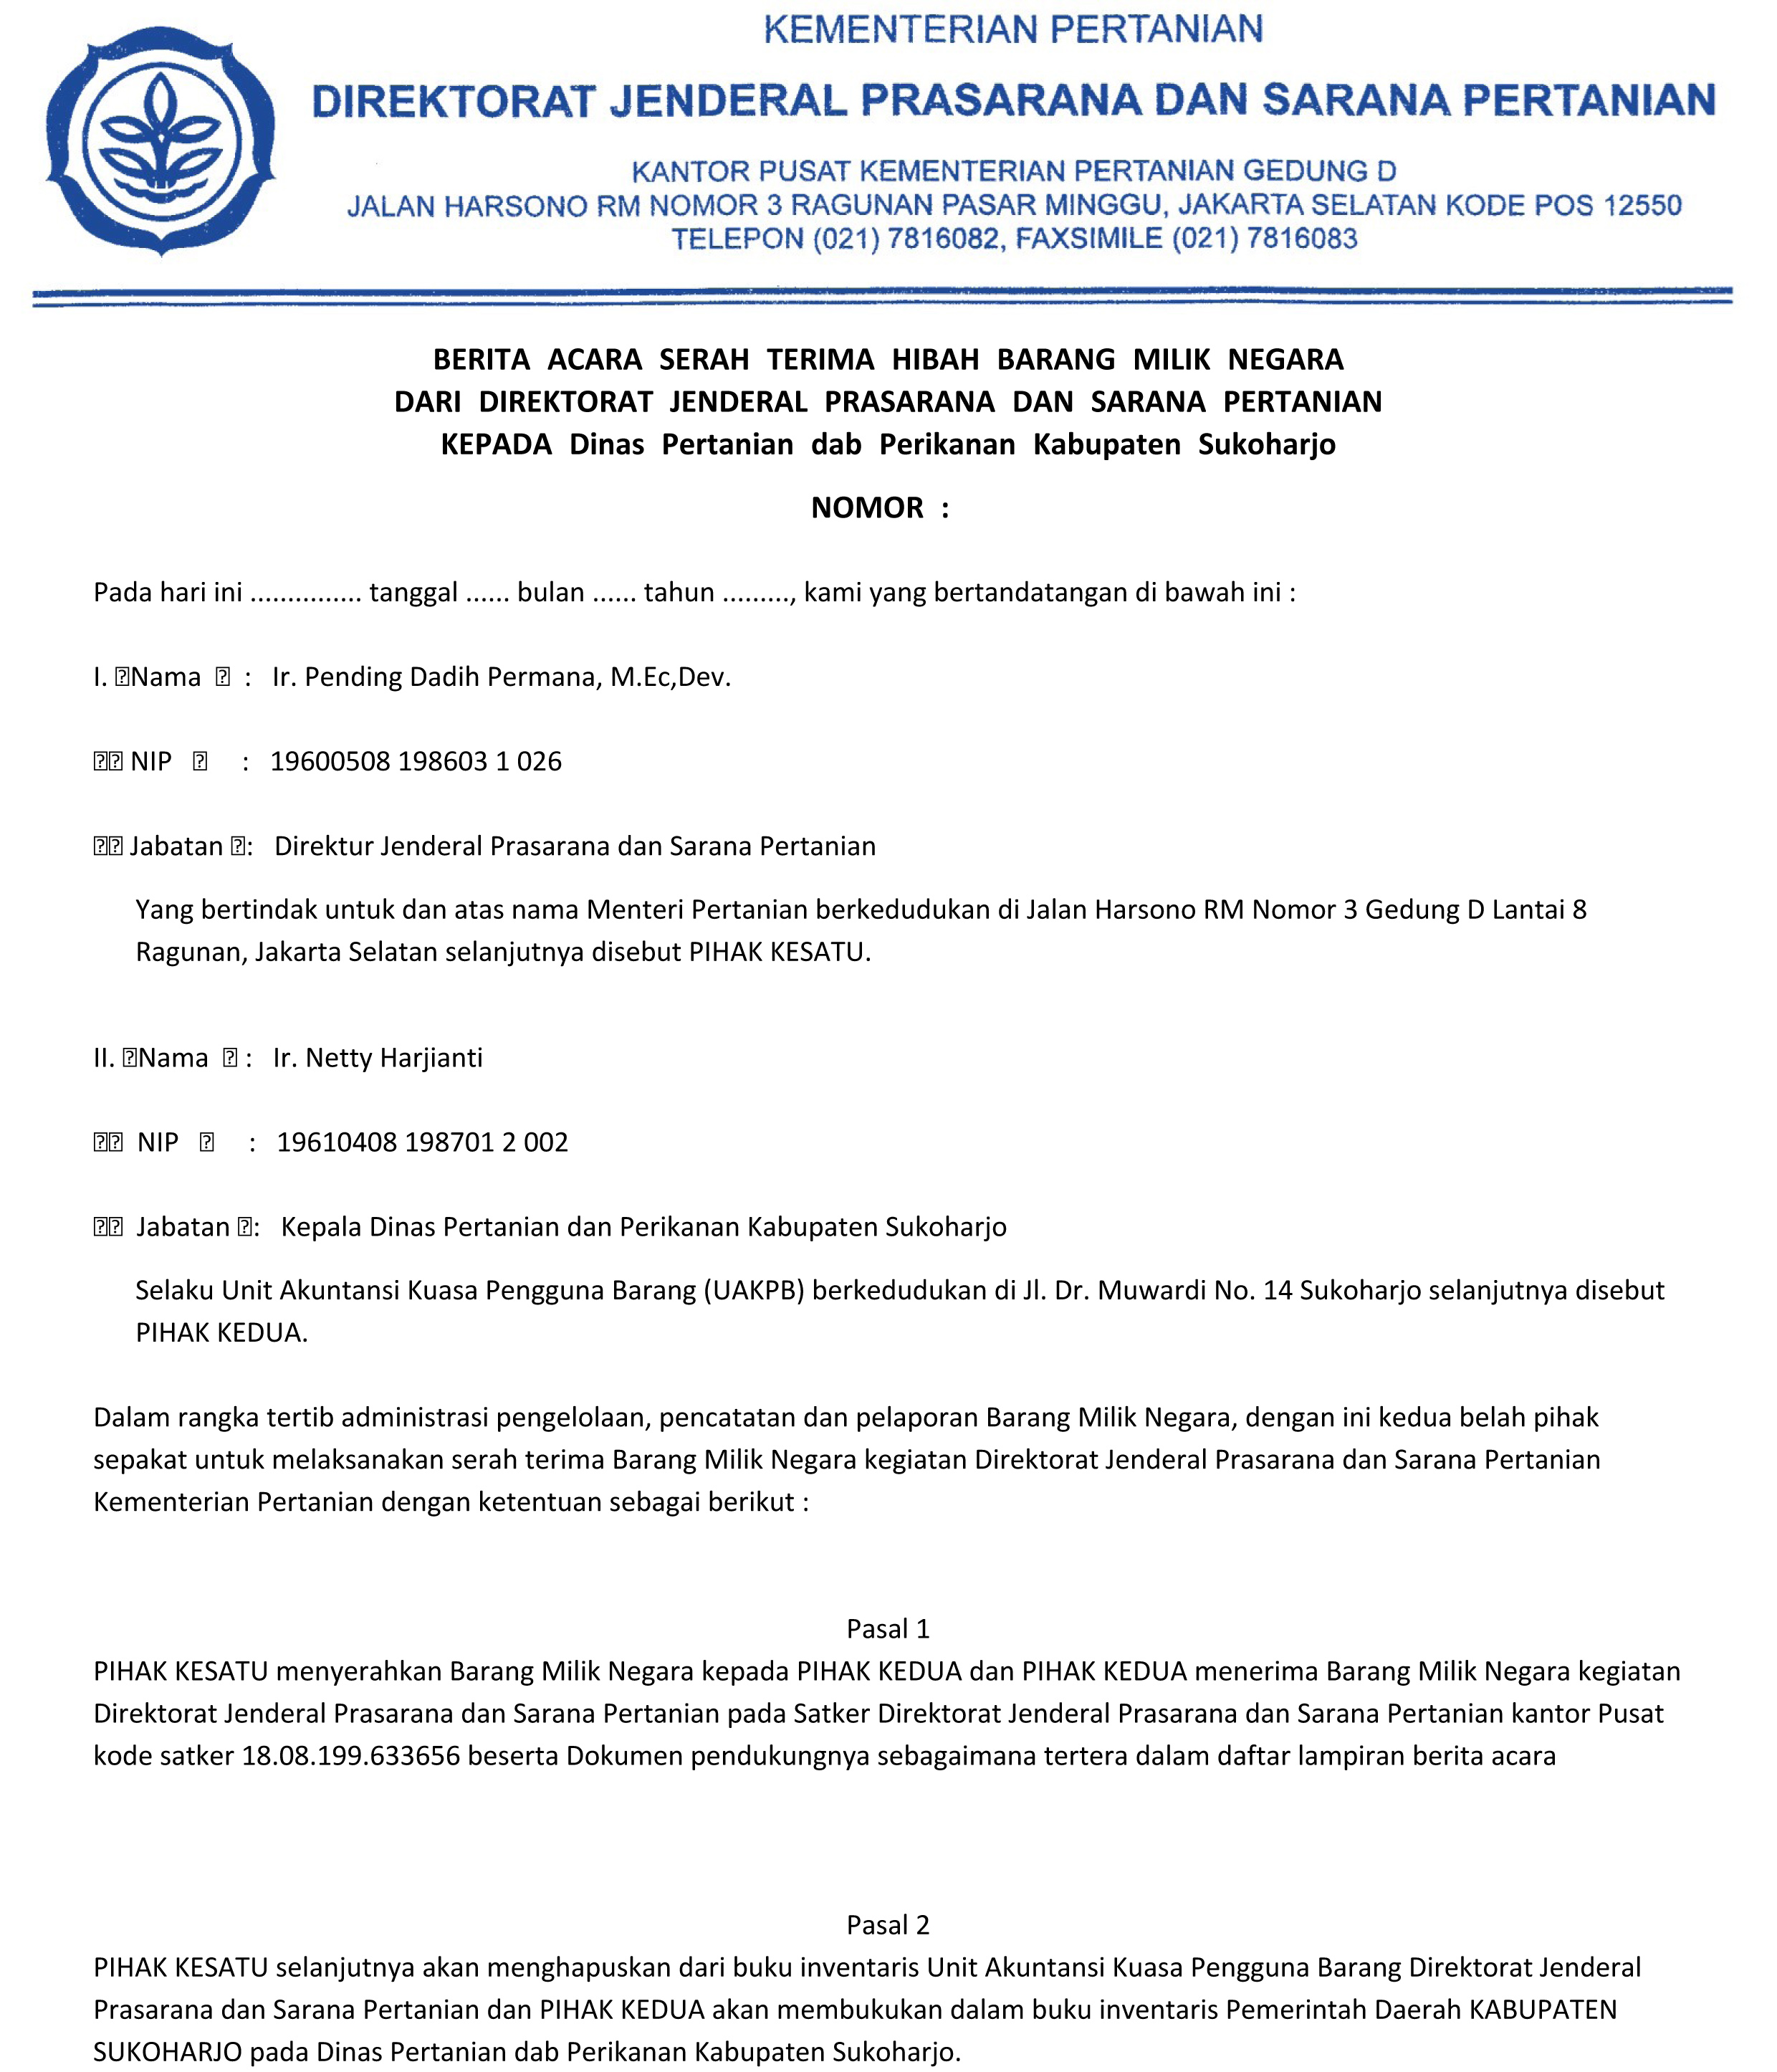 KEMENTERIAN PERTANIAN
DIREKTORAT JENDERAL PRASARANA DAN SARANA PERTANIAN
KANTOR PUSAT KEMENTERIAN PERTANIAN GEDUNG D
JALAN HARSONO RM NOMOR 3 RAGUNAN PASAR MINGGU, JAKARTA SELATAN KODE POS 12550
TELEPON (021) 7816082, FAXSIMILE (021) 7816083
BERITA ACARA SERAH TERIMA HIBAH BARANG MILIK NEGARA
DARI DIREKTORAT JENDERAL PRASARANA DAN SARANA PERTANIAN
KEPADA Dinas Pertanian dab Perikanan Kabupaten Sukoharjo
NOMOR :
Pada hari ini ............... tanggal ...... bulan ...... tahun ........., kami yang bertandatangan di bawah ini :
I. Nama : Ir. Pending Dadih Permana, M.Ec,Dev.
NIP : 19600508 198603 1 026
Jabatan : Direktur Jenderal Prasarana dan Sarana Pertanian
Yang bertindak untuk dan atas nama Menteri Pertanian berkedudukan di Jalan Harsono RM Nomor 3 Gedung D Lantai 8
Ragunan, Jakarta Selatan selanjutnya disebut PIHAK KESATU.
II. Nama : Ir. Netty Harjianti
NIP : 19610408 198701 2 002
Jabatan : Kepala Dinas Pertanian dan Perikanan Kabupaten Sukoharjo
Selaku Unit Akuntansi Kuasa Pengguna Barang (UAKPB) berkedudukan di Jl. Dr. Muwardi No. 14 Sukoharjo selanjutnya disebut
PIHAK KEDUA.
Dalam rangka tertib administrasi pengelolaan, pencatatan dan pelaporan Barang Milik Negara, dengan ini kedua belah pihak
sepakat untuk melaksanakan serah terima Barang Milik Negara kegiatan Direktorat Jenderal Prasarana dan Sarana Pertanian
Kementerian Pertanian dengan ketentuan sebagai berikut :
Pasal 1
PIHAK KESATU menyerahkan Barang Milik Negara kepada PIHAK KEDUA dan PIHAK KEDUA menerima Barang Milik Negara kegiatan
Direktorat Jenderal Prasarana dan Sarana Pertanian pada Satker Direktorat Jenderal Prasarana dan Sarana Pertanian kantor Pusat
kode satker 18.08.199.633656 beserta Dokumen pendukungnya sebagaimana tertera dalam daftar lampiran berita acara
Pasal 2
PIHAK KESATU selanjutnya akan menghapuskan dari buku inventaris Unit Akuntansi Kuasa Pengguna Barang Direktorat Jenderal
Prasarana dan Sarana Pertanian dan PIHAK KEDUA akan membukukan dalam buku inventaris Pemerintah Daerah KABUPATEN
SUKOHARJO pada Dinas Pertanian dab Perikanan Kabupaten Sukoharjo.